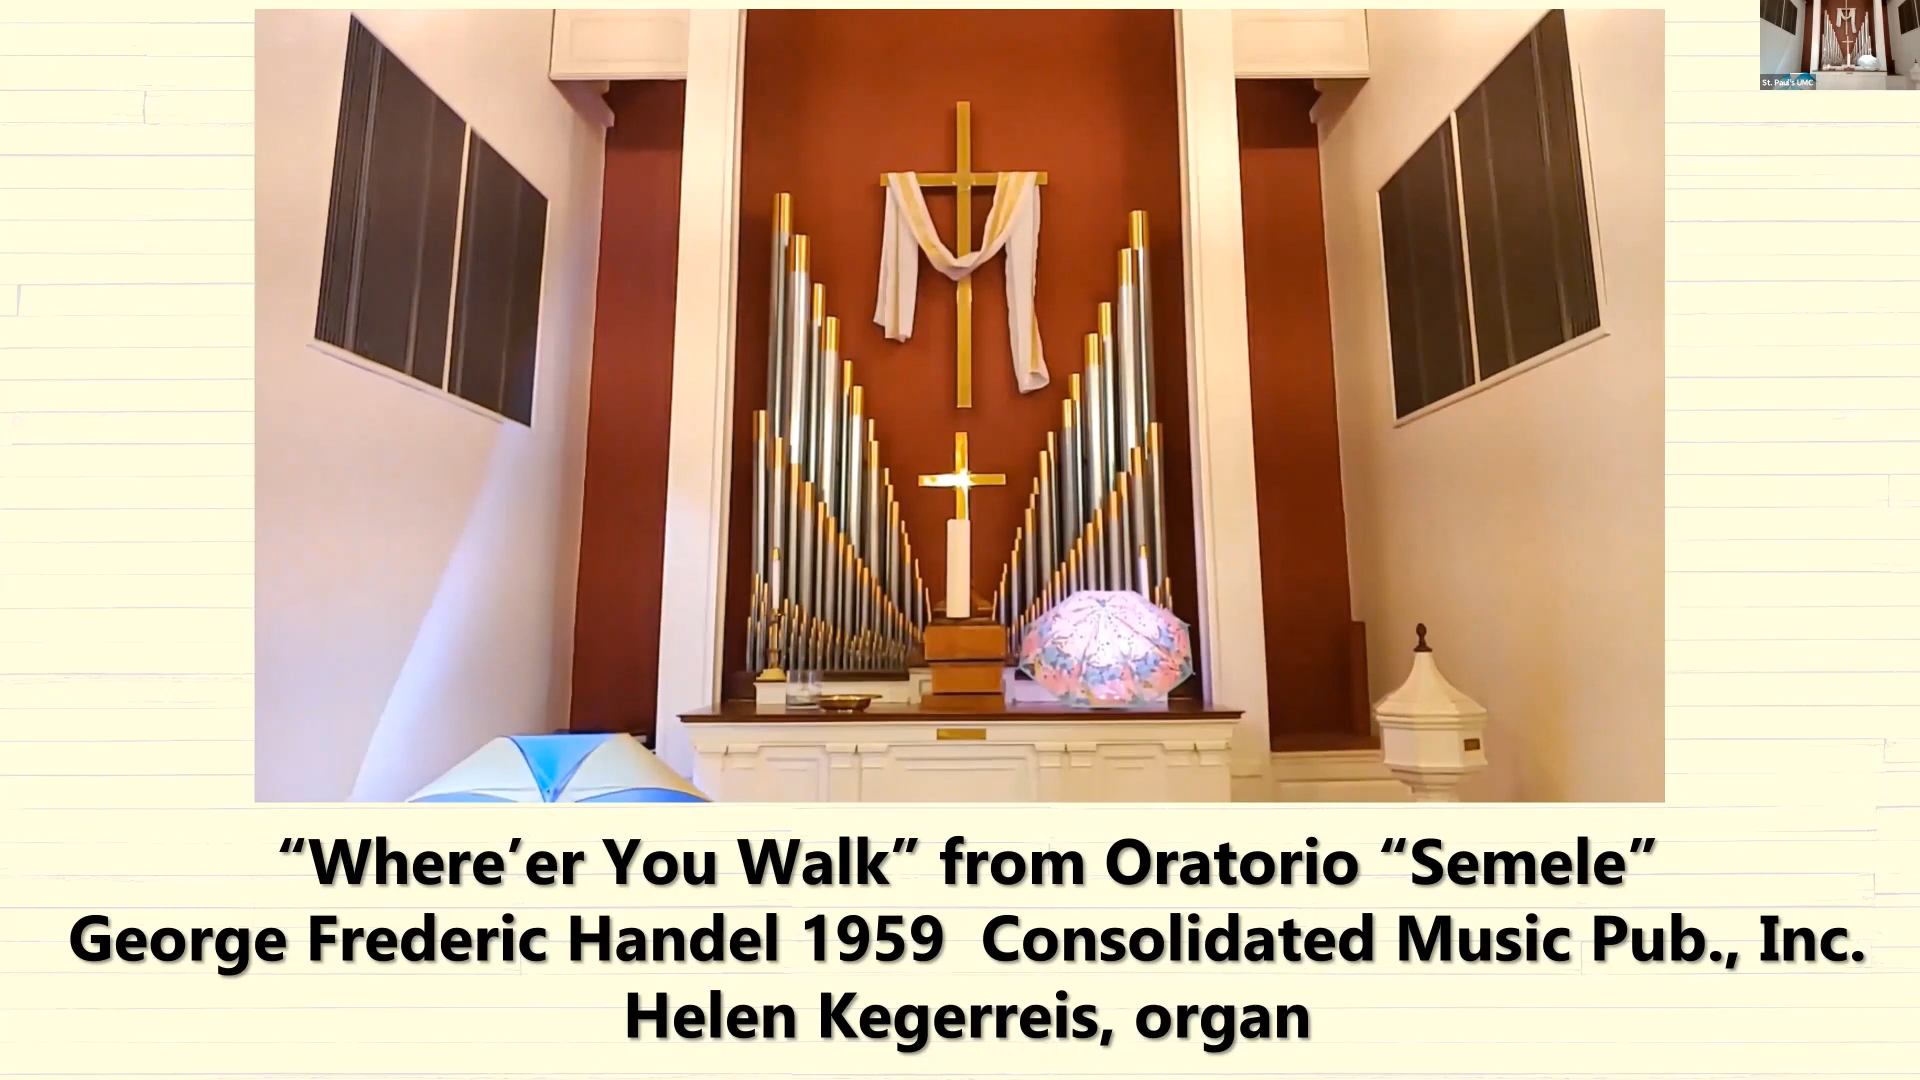 St. Paul's UMC
“Where’er You Walk” from Oratorio “Semele”
George Frederic Handel 1959  Consolidated Music Pub., Inc.
Helen Kegerreis, organ